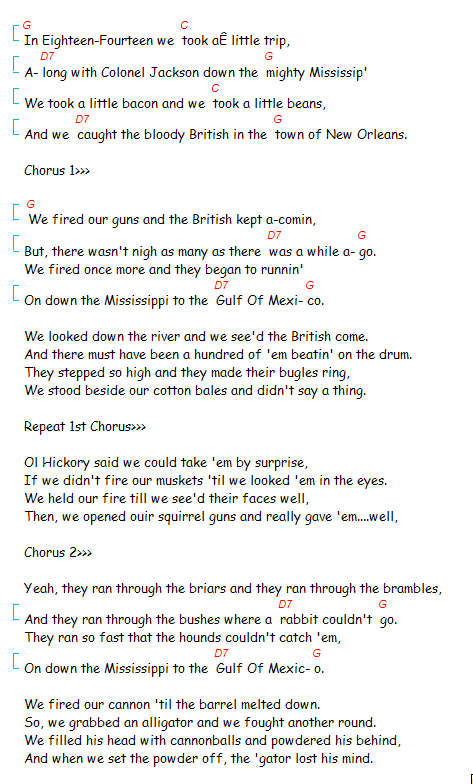 G C
In Eighteen-Fourteen we took aÊ little trip,
D7 G
A- long with Colonel Jackson down the mighty Mississip'
C
We took a little bacon and we took a little beans,
D7 G
And we caught the bloody British in the town of New Orleans.
Chorus 1>>>
G
We fired our guns and the British kept a-comin,
D7 G
But, there wasn't nigh as many as there was a while a- go.
We fired once more and they began to runnin'
D7 G
On down the Mississippi to the Gulf Of Mexi- co.
We looked down the river and we see'd the British come.
And there must have been a hundred of 'em beatin' on the drum.
They stepped so high and they made their bugles ring,
We stood beside our cotton bales and didn't say a thing.
Repeat 1st Chorus>>>
Ol Hickory said we could take 'em by surprise,
If we didn't fire our muskets 'til we looked 'em in the eyes.
We held our fire till we see'd their faces well,
Then, we opened ouir squirrel guns and really gave 'em....well,
Chorus 2>>>
Yeah, they ran through the briars and they ran through the brambles,
D7 G
And they ran through the bushes where a rabbit couldn't go.
They ran so fast that the hounds couldn't catch 'em,
D7 G
On down the Mississippi to the Gulf Of Mexic- o.
We fired our cannon 'til the barrel melted down.
So, we grabbed an alligator and we fought another round.
We filled his head with cannonballs and powdered his behind,
And when we set the powder off, the 'gator lost his mind.